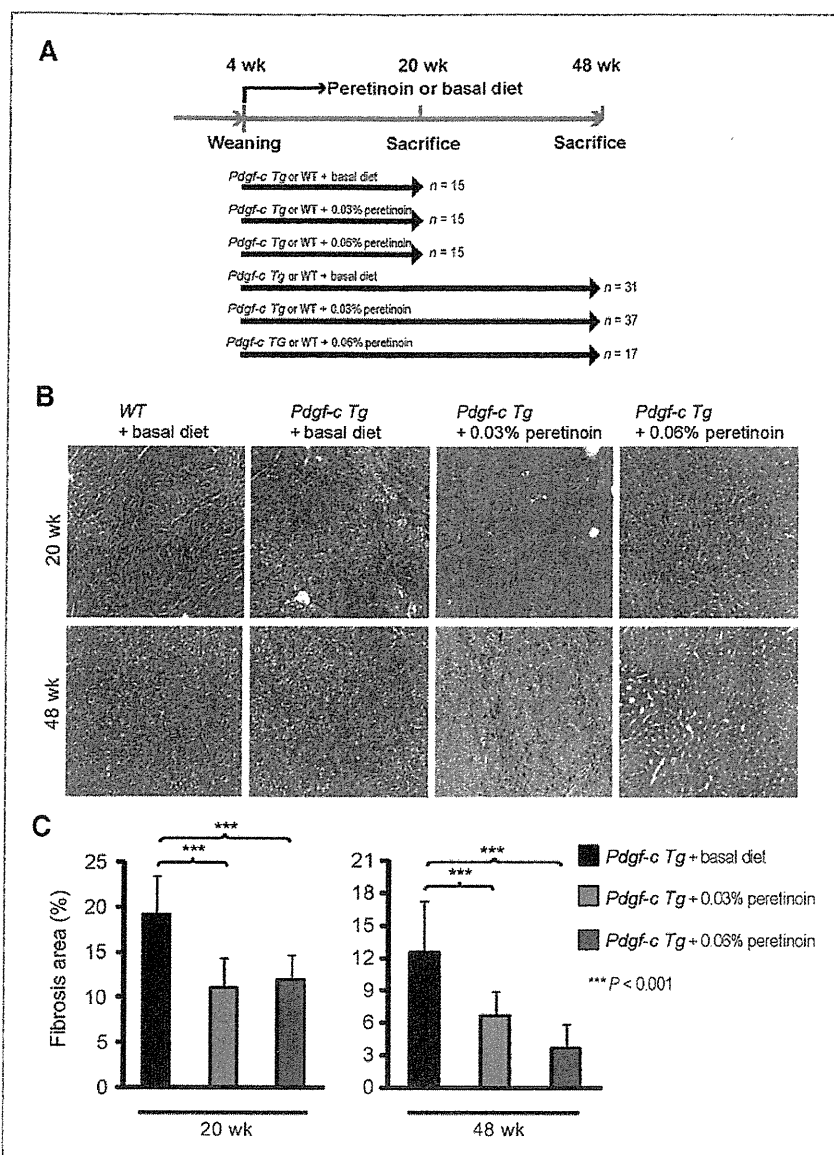 A
4 wk 20 wk 48 wk
Peretinoin or basal diet
Weaning Sacrifice Sacrifice
Pdgf-c Tg or WT + basal diet n = 15
Pdgf-c Tg or WT + 0.03% peretinoin n = 15
Pdgf-c Tg or WT + 0.06% peretinoin n = 15
Pdgf-c Tg or WT + basal diet n = 31
Pdgf-c Tg or WT + 0.03% peretinoin n = 37
Pdgf-c TG or WT + 0.06% peretinoin n = 17
B
WT + basal diet
Pdgf-c Tg + basal diet
Pdgf-c Tg + 0.03% peretinoin
Pdgf-c Tg + 0.06% peretinoin
20 wk
48 wk
C
Fibrosis area (%)
25
20
15
10
5
0
***
***
20 wk
21
18
15
12
9
6
3
0
***
***
48 wk
Pdgf-c Tg + basal diet
Pdgf-c Tg + 0.03% peretinoin
Pdgf-c Tg + 0.06% peretinoin
***P < 0.001